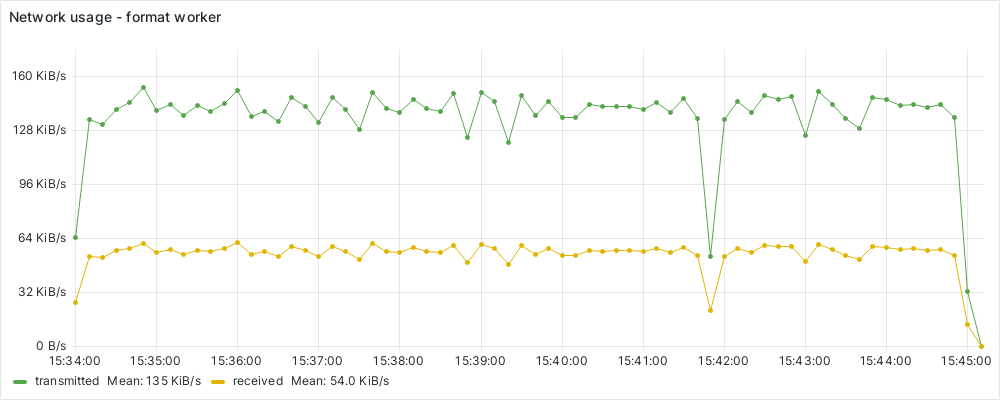 Network usage - format worker
160 KiB/s
128 KiB/s
96 KiB/s
64 KiB/s
32 KiB/s
0 B/s
15:34:00 15:35:00 15:36:00 15:37:00 15:38:00 15:39:00 15:40:00 15:41:00 15:42:00 15:43:00 15:44:00 15:45:00
transmitted Mean: 135 KiB/s received Mean: 54.0 KiB/s